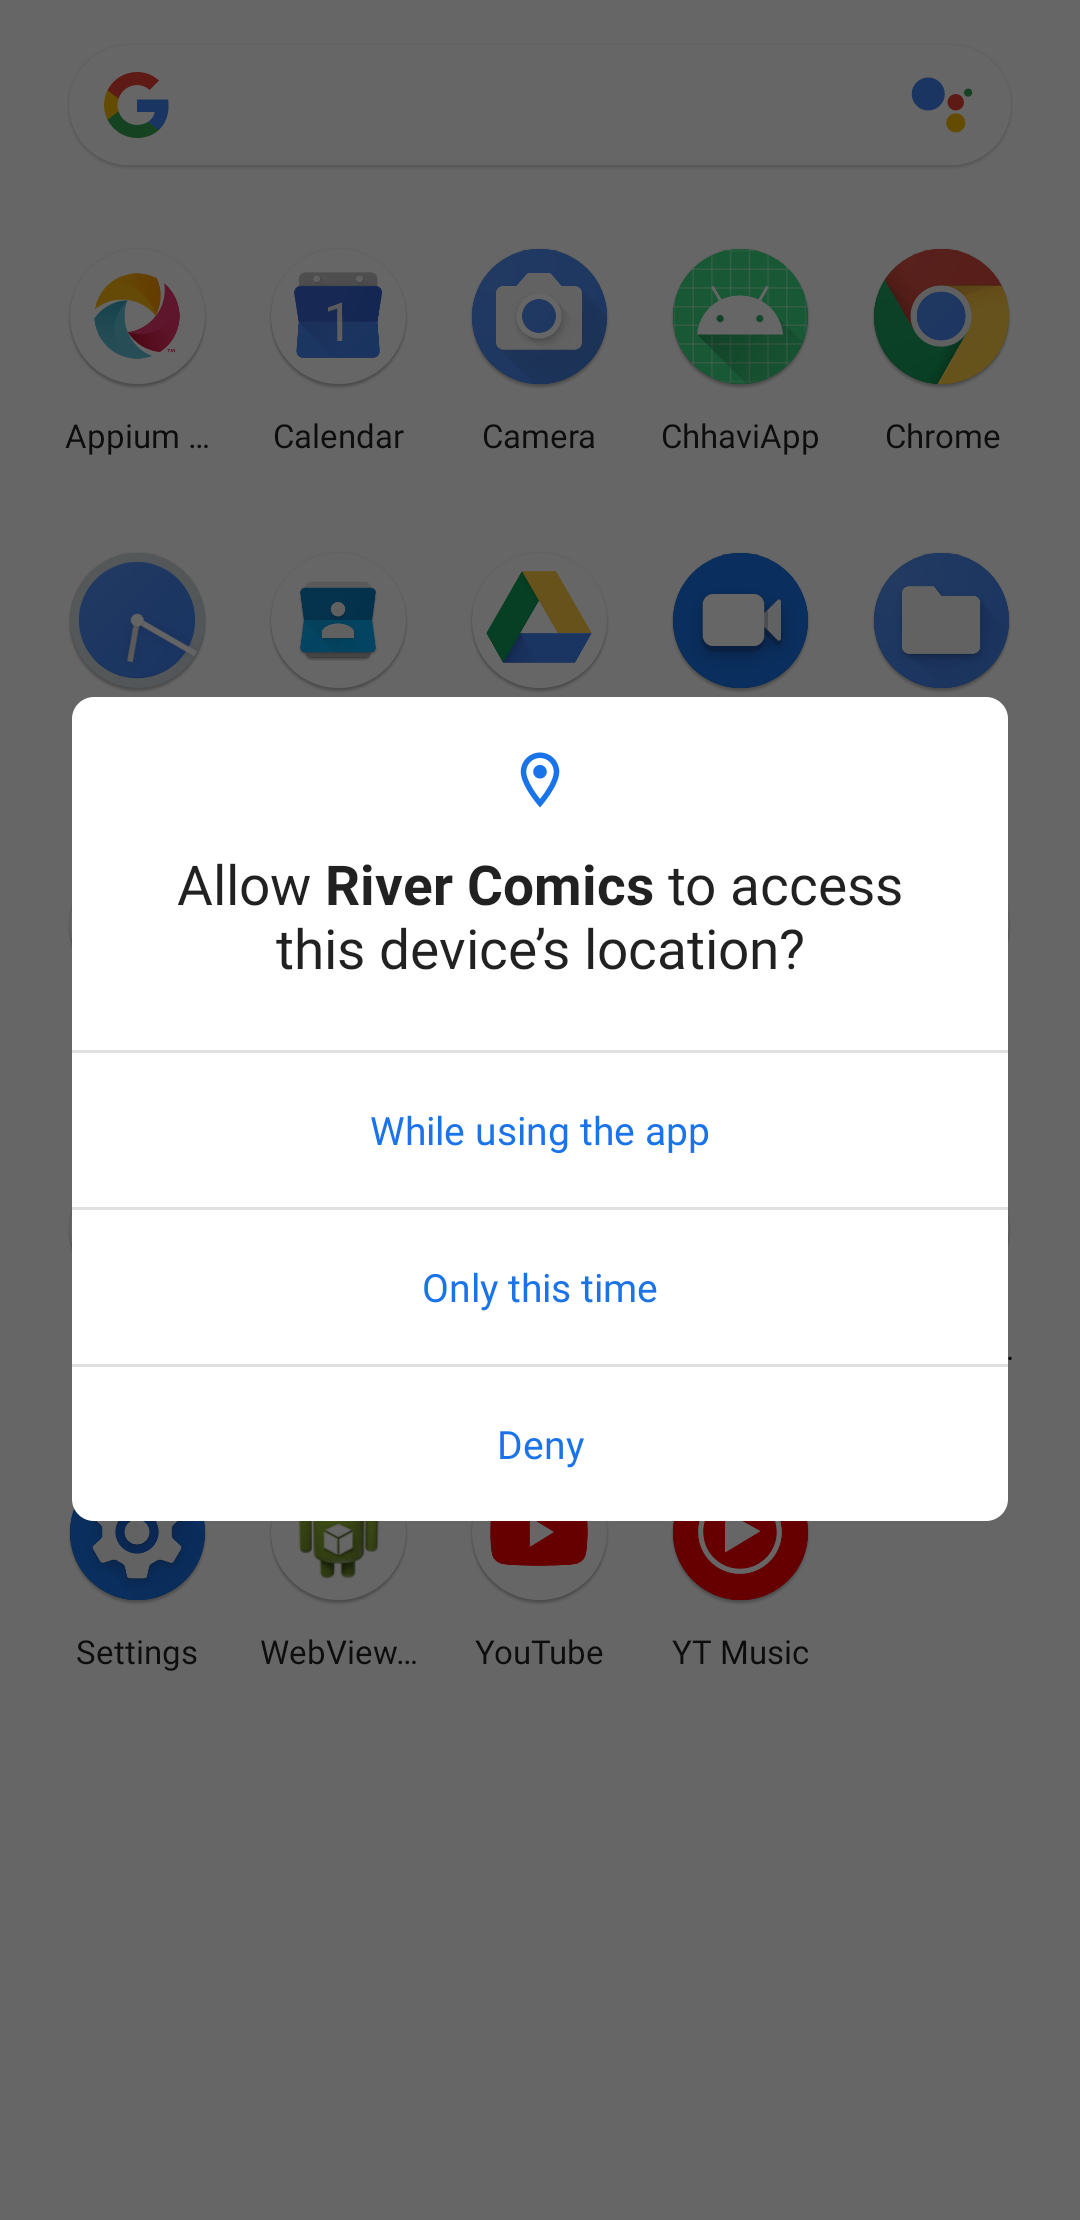 Appium ...
Calendar
Camera
ChhaviApp
Chrome
Allow River Comics to access
this device’s location?
While using the app
Only this time
Deny
Settings
WebView...
YouTube
YT Music